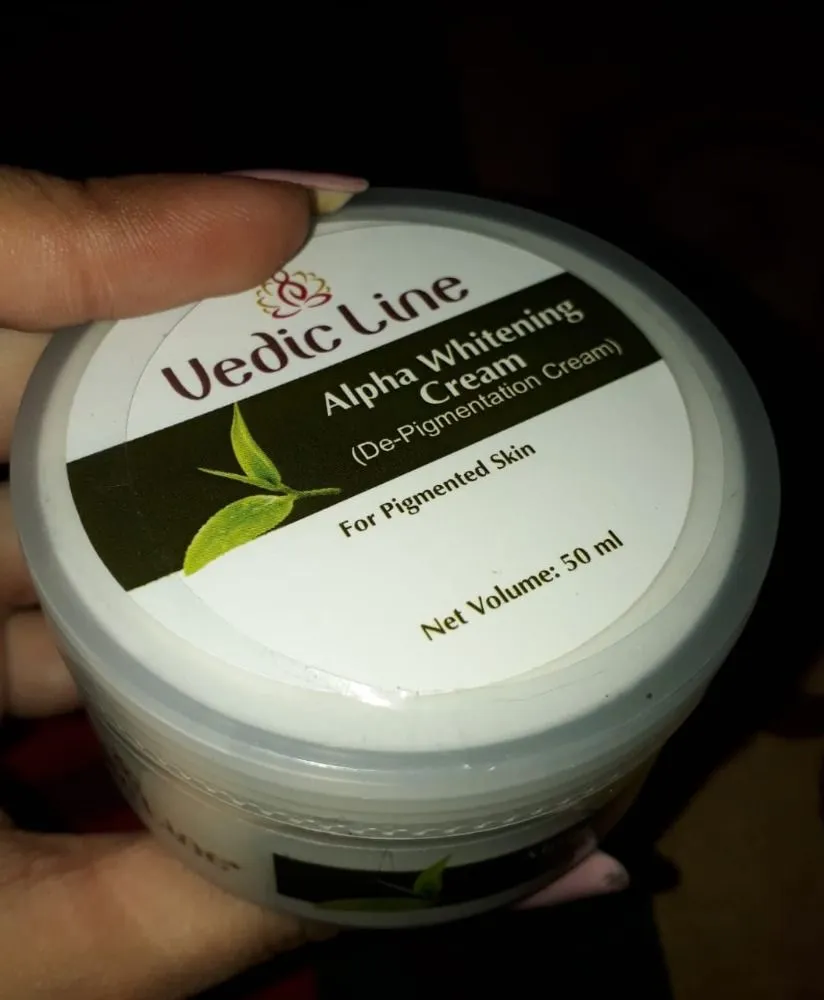 Vedic Line
Alpha Whitening
Cream
(De-Pigmentation Cream)
For Pigmented Skin
Net Volume: 50 ml